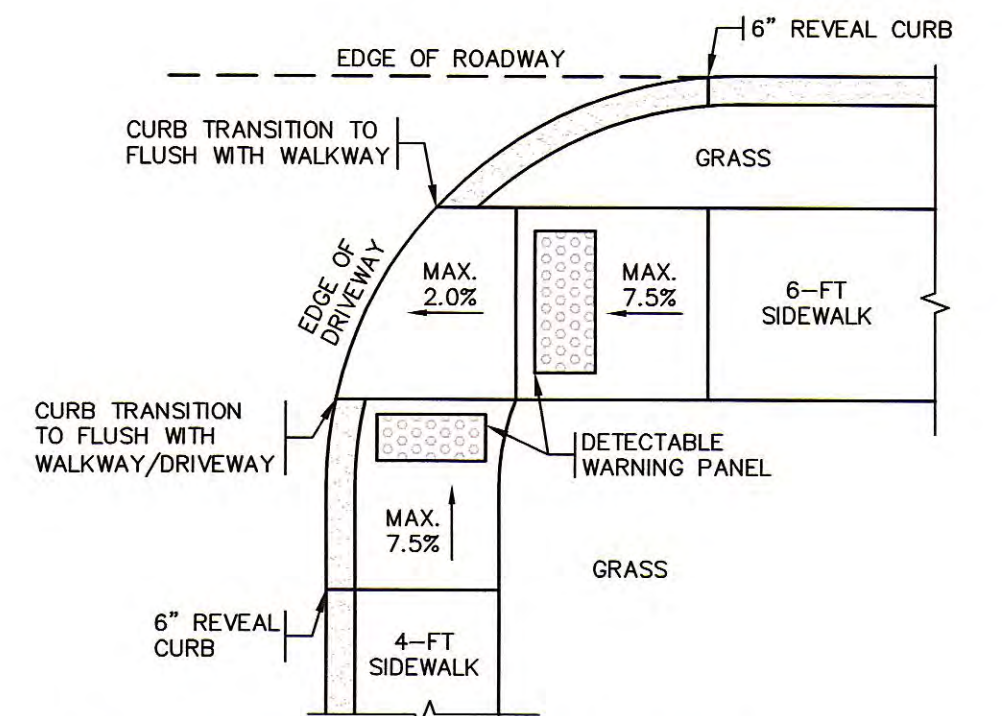 6” REVEAL CURB
EDGE OF ROADWAY
CURB TRANSITION TO
FLUSH WITH WALKWAY
GRASS
EDGE OF
DRIVEWAY
MAX.
2.0%
MAX.
7.5%
6–FT
SIDEWALK
CURB TRANSITION
TO FLUSH WITH
WALKWAY/DRIVEWAY
DETECTABLE
WARNING PANEL
MAX.
7.5%
GRASS
6” REVEAL
CURB
4–FT
SIDEWALK